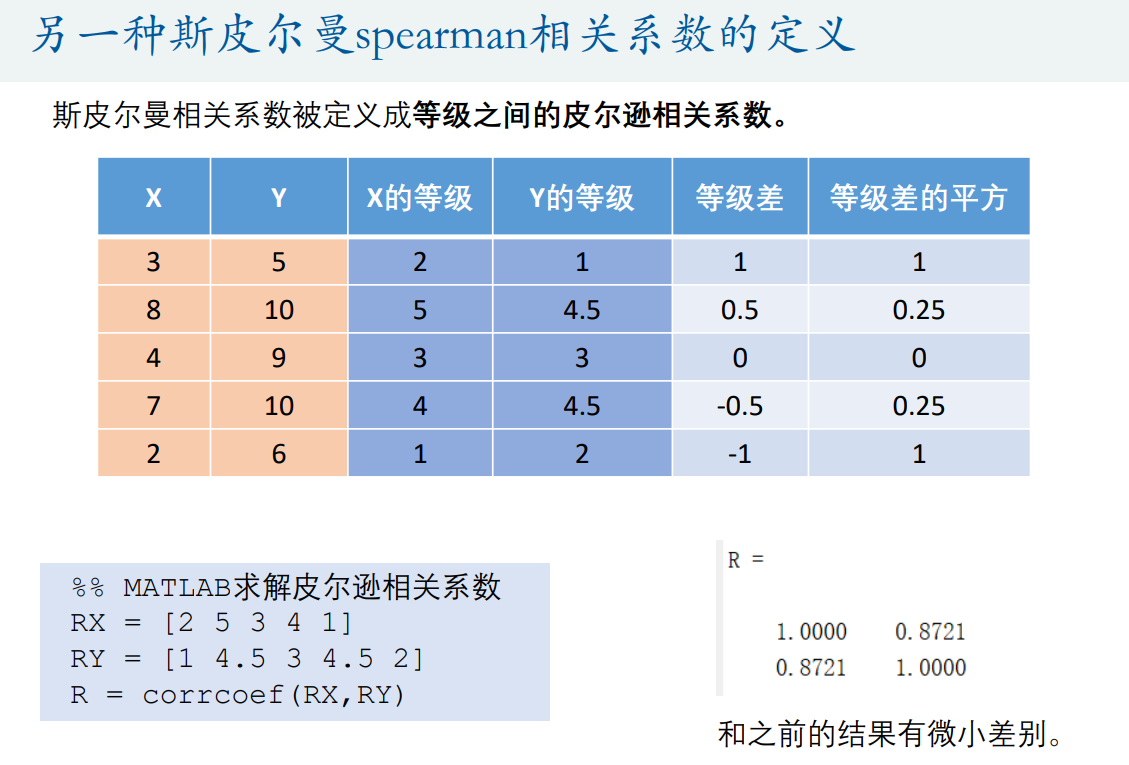 另一种斯皮尔曼spearman相关系数的定义
斯皮尔曼相关系数被定义成等级之间的皮尔逊相关系数。
X Y X的等级 Y的等级 等级差 等级差的平方
3 5 2 1 1 1
8 10 5 4.5 0.5 0.25
4 9 3 3 0 0
7 10 4 4.5 -0.5 0.25
2 6 1 2 -1 1
%% MATLAB求解皮尔逊相关系数
RX = [2 5 3 4 1]
RY = [1 4.5 3 4.5 2]
R = corrcoef(RX,RY)
R =
1.0000 0.8721
0.8721 1.0000
和之前的结果有微小差别。